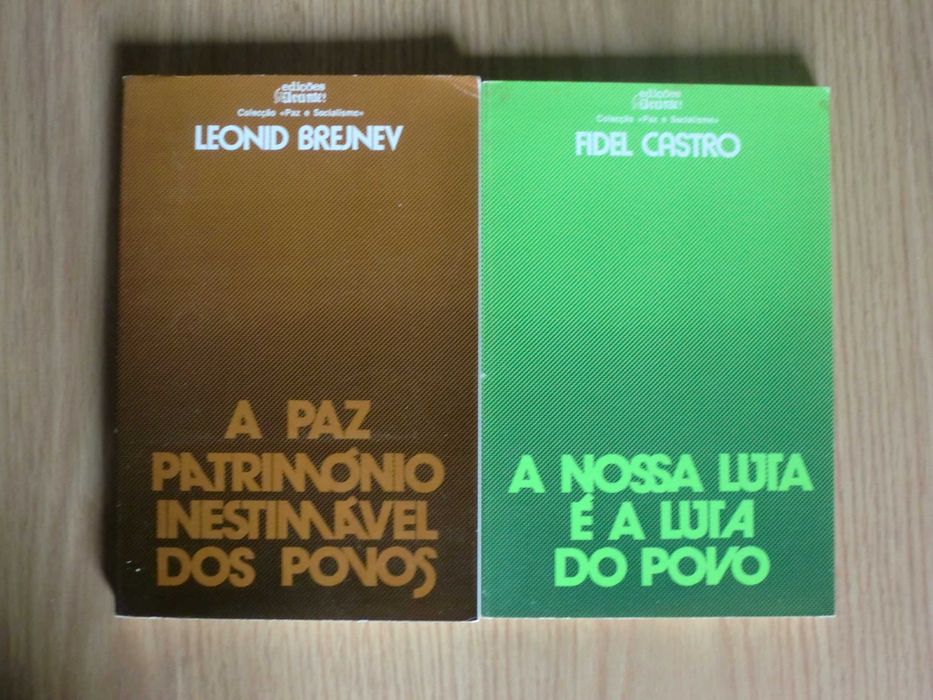 edições
Avante!
Colecção «Paz e Socialismo»
LEONID BREJNEV
A PAZ
PATRIMÓNIO
INESTIMÁVEL
DOS POVOS
edições
Avante!
Colecção «Paz e Socialismo»
FIDEL CASTRO
A NOSSA LUTA
É A LUTA
DO POVO